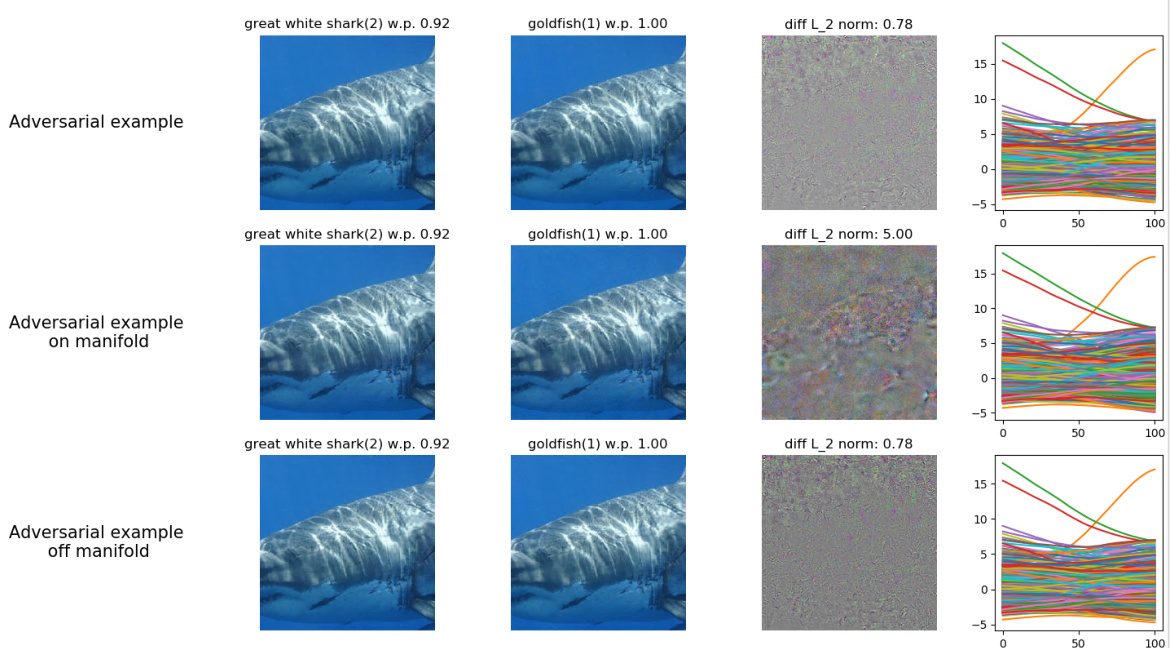 great white shark(2) w.p. 0.92
goldfish(1) w.p. 1.00
diff L_2 norm: 0.78
Adversarial example
15
10
5
0
−5
0
50
100
great white shark(2) w.p. 0.92
goldfish(1) w.p. 1.00
diff L_2 norm: 5.00
Adversarial example
on manifold
15
10
5
0
−5
0
50
100
great white shark(2) w.p. 0.92
goldfish(1) w.p. 1.00
diff L_2 norm: 0.78
Adversarial example
off manifold
15
10
5
0
−5
0
50
100